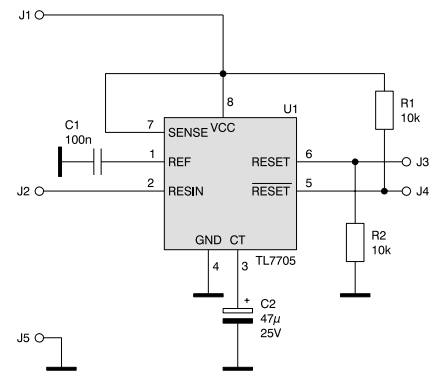 J1
8
U1
VCC
R1
10k
C1
100n
7
SENSE
1
REF
RESET
6
J3
J2
2
RESIN
RESET
5
J4
R2
10k
GND
CT
4
3
TL7705
+
C2
47µ
25V
J5